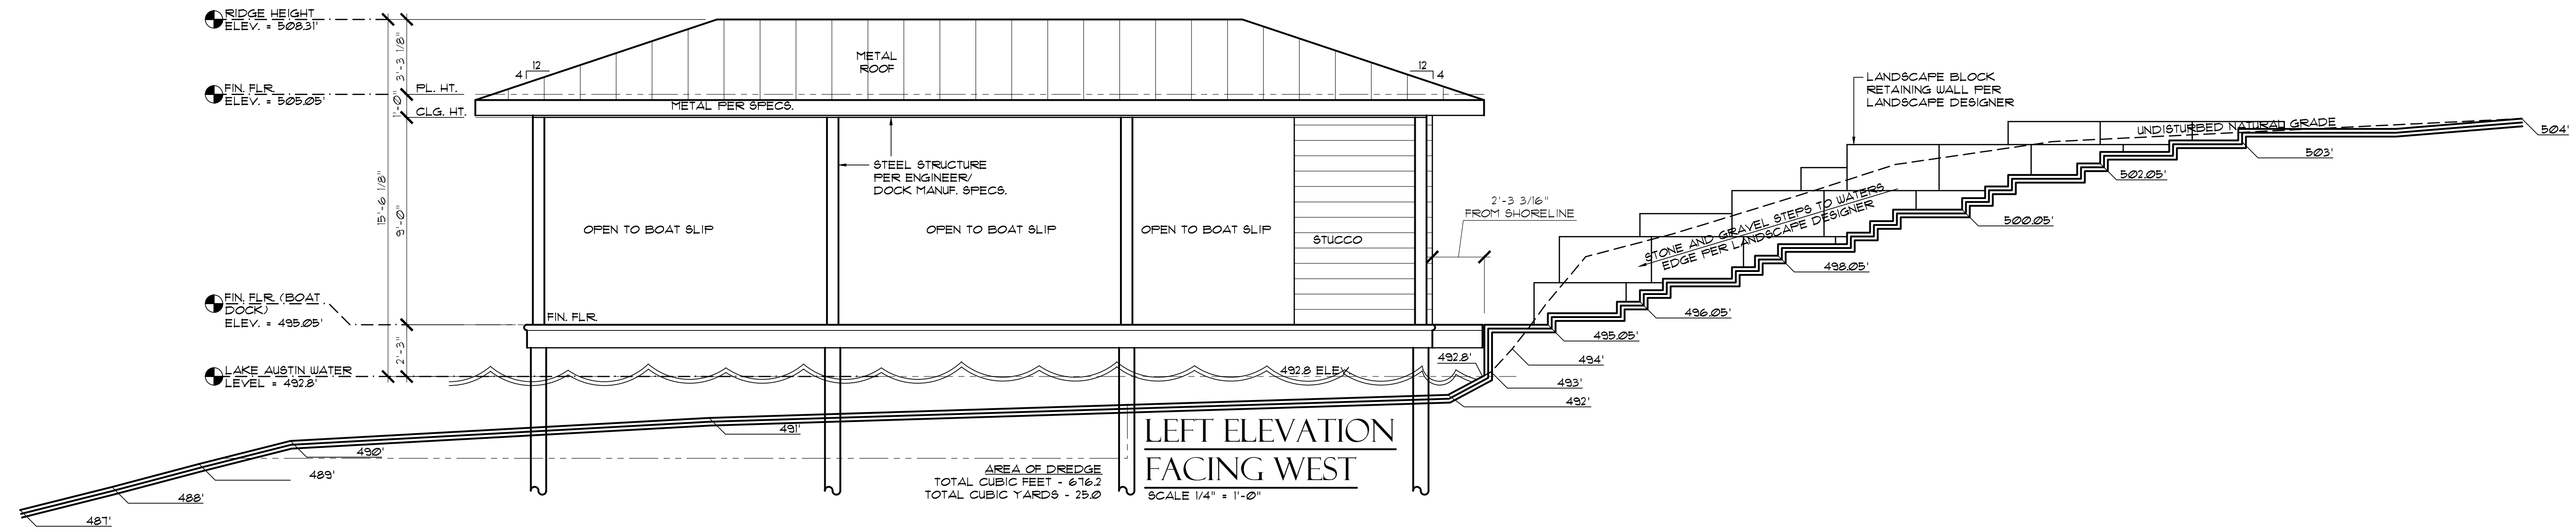 RIDGE HEIGHT
ELEV. = 508.31'
FIN. FLR.
ELEV. = 505.05'
FIN. FLR. (BOAT
DOCK)
ELEV. = 495.05'
LAKE AUSTIN WATER
LEVEL = 492.8'
15'-6 1/8"
3'-3 1/8"
1'-0"
9'-0"
2'-3"
PL. HT.
CLG. HT.
12
4
METAL
ROOF
12
4
METAL PER SPECS.
STEEL STRUCTURE
PER ENGINEER/
DOCK MANUF. SPECS.
OPEN TO BOAT SLIP
OPEN TO BOAT SLIP
OPEN TO BOAT SLIP
STUCCO
FIN. FLR.
2'-3 3/16"
FROM SHORELINE
LANDSCAPE BLOCK
RETAINING WALL PER
LANDSCAPE DESIGNER
UNDISTURBED NATURAL GRADE
STONE AND GRAVEL STEPS TO WATERS
EDGE PER LANDSCAPE DESIGNER
504'
503'
502.05'
500.05'
498.05'
496.05'
495.05'
494'
493'
492'
492.8'
492.8 ELEV.
491'
490'
489'
488'
487'
AREA OF DREDGE
TOTAL CUBIC FEET - 676.2
TOTAL CUBIC YARDS - 25.0
LEFT ELEVATION
FACING WEST
SCALE 1/4" = 1'-0"